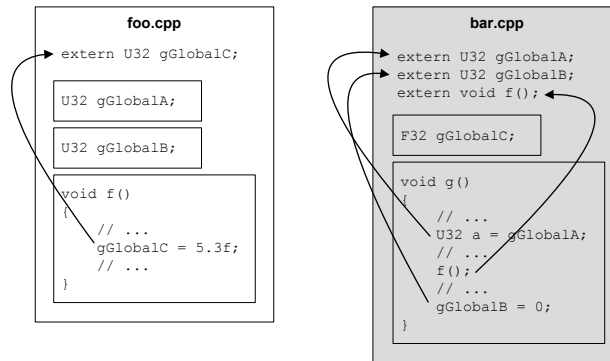 foo.cpp
extern U32 gGlobalC;
U32 gGlobalA;
U32 gGlobalB;
void f()
{
// ...
gGlobalC = 5.3f;
// ...
}
bar.cpp
extern U32 gGlobalA;
extern U32 gGlobalB;
extern void f();
F32 gGlobalC;
void g()
{
// ...
U32 a = gGlobalA;
// ...
f();
// ...
gGlobalB = 0;
}